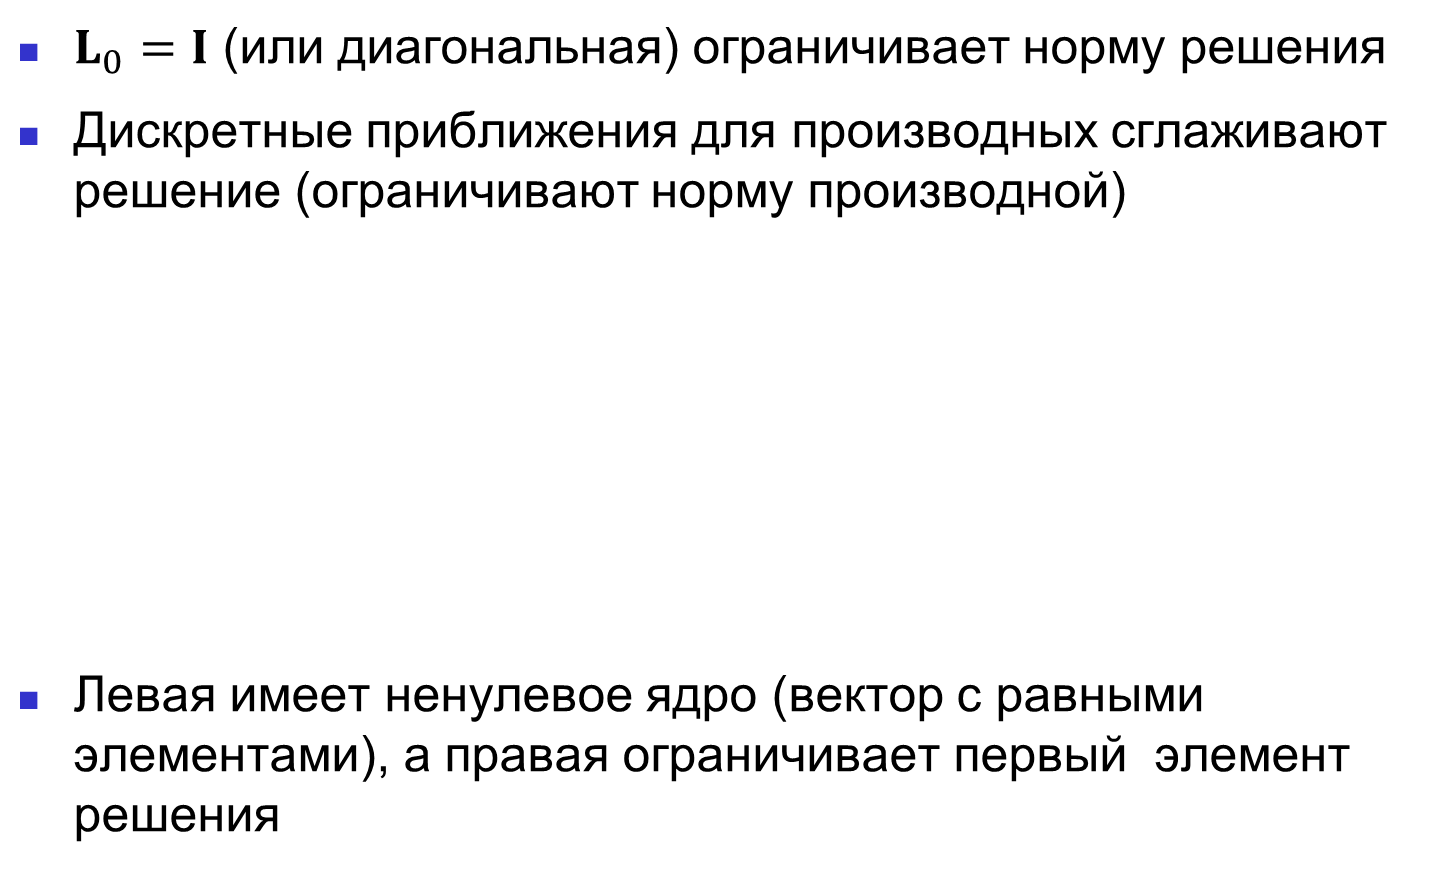 ▪ L₀ = I (или диагональная) ограничивает норму решения
▪ Дискретные приближения для производных сглаживают
решение (ограничивают норму производной)
▪ Левая имеет ненулевое ядро (вектор с равными
элементами), а правая ограничивает первый  элемент
решения